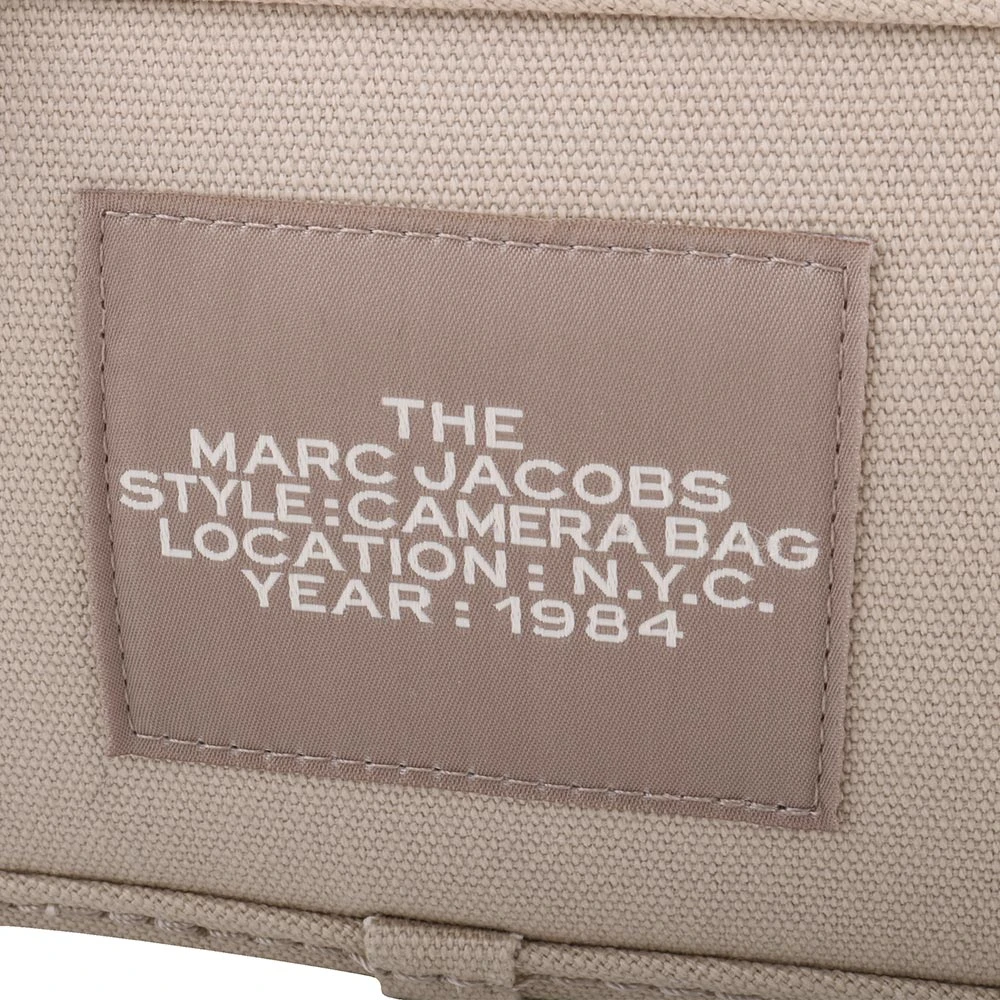 THE
MARC JACOBS
STYLE:CAMERA BAG
LOCATION: N.Y.C.
YEAR: 1984